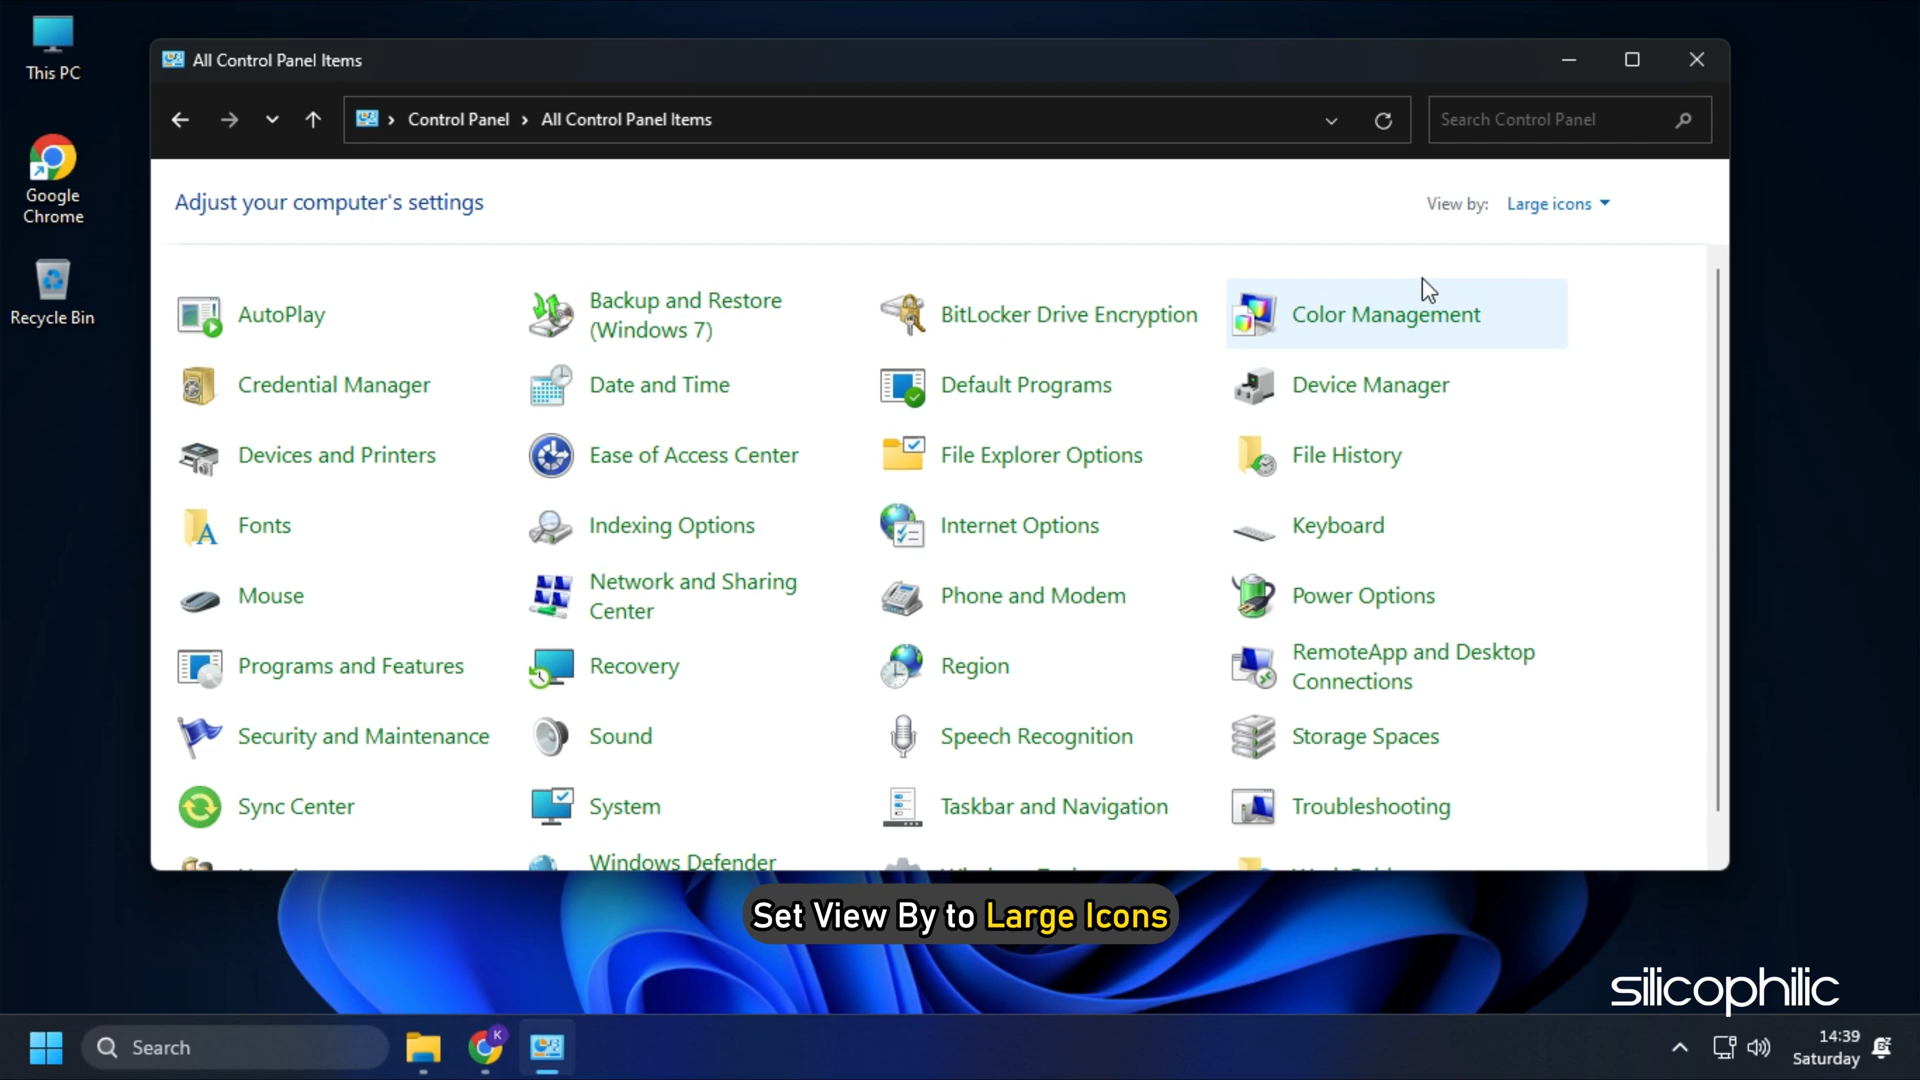 This PC
Google
Chrome
Recycle Bin
All Control Panel Items
Control Panel
All Control Panel Items
Search Control Panel
Adjust your computer's settings
View by:
Large icons
AutoPlay
Backup and Restore
(Windows 7)
BitLocker Drive Encryption
Color Management
Credential Manager
Date and Time
Default Programs
Device Manager
Devices and Printers
Ease of Access Center
File Explorer Options
File History
Fonts
Indexing Options
Internet Options
Keyboard
Mouse
Network and Sharing
Center
Phone and Modem
Power Options
Programs and Features
Recovery
Region
RemoteApp and Desktop
Connections
Security and Maintenance
Sound
Speech Recognition
Storage Spaces
Sync Center
System
Taskbar and Navigation
Troubleshooting
Windows Defender
Set View By to Large Icons
silicophilic
Search
K
14:39
Saturday